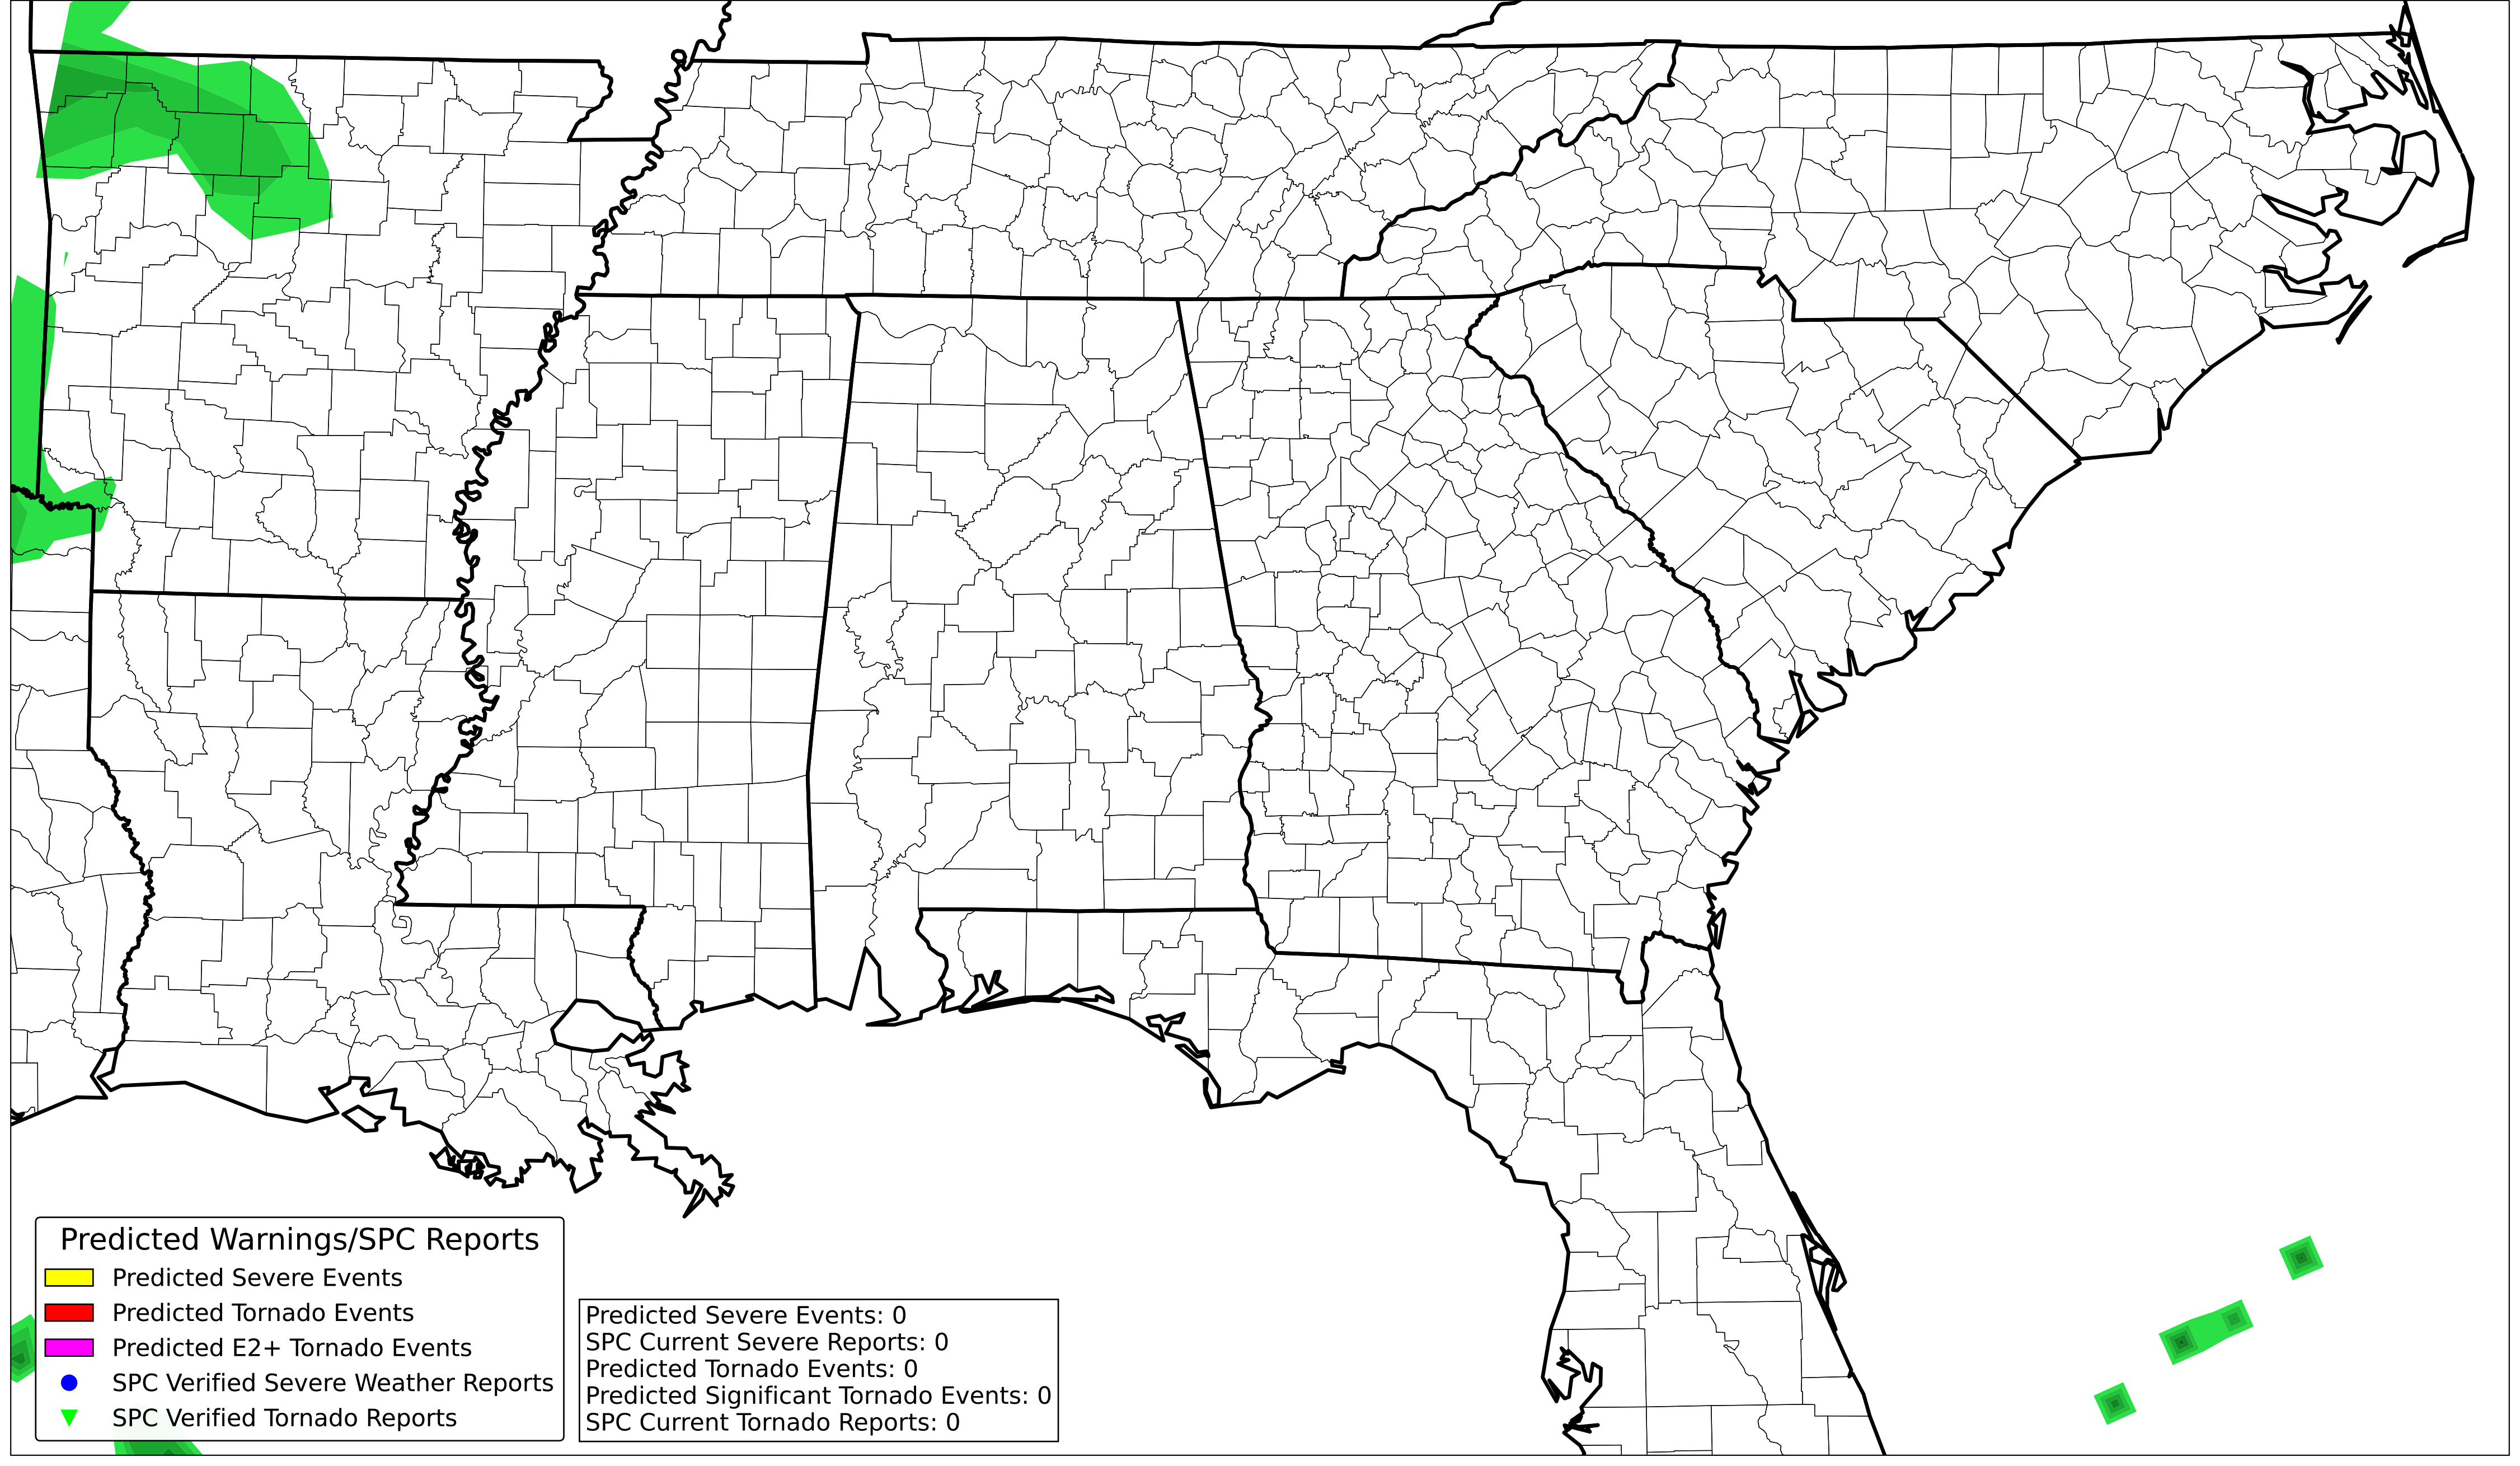 Predicted Warnings/SPC Reports
Predicted Severe Events
Predicted Tornado Events
Predicted E2+ Tornado Events
SPC Verified Severe Weather Reports
SPC Verified Tornado Reports
Predicted Severe Events: 0
SPC Current Severe Reports: 0
Predicted Tornado Events: 0
Predicted Significant Tornado Events: 0
SPC Current Tornado Reports: 0